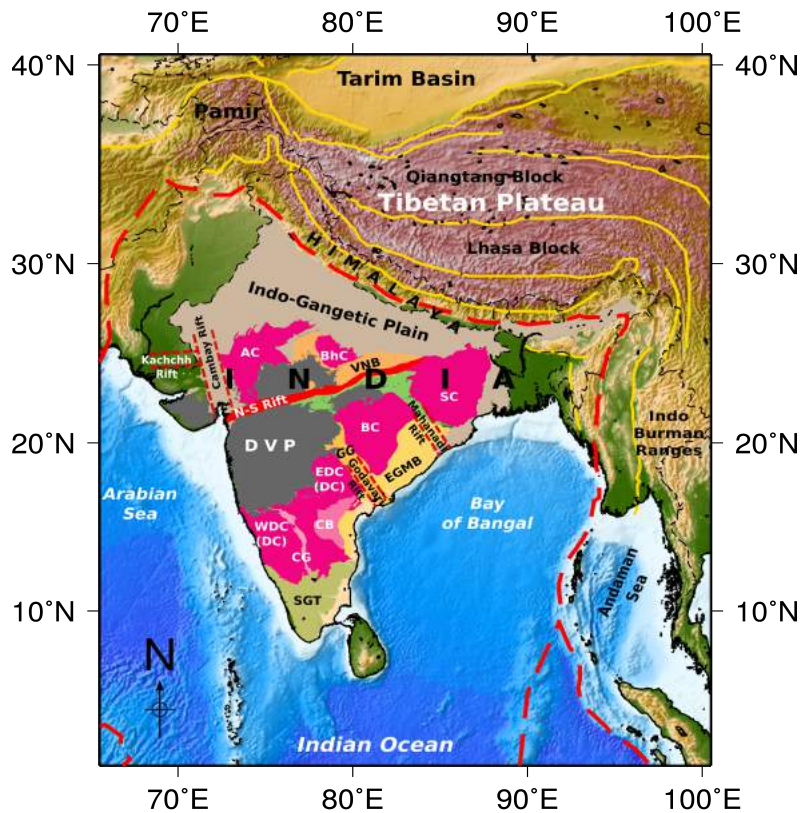 70°E 80°E 90°E 100°E
40°N 40°N
Tarim Basin
Pamir
Qiangtang Block
Tibetan Plateau
Lhasa Block
30°N 30°N
HIMALAYA
Indo-Gangetic Plain
Cambay Rift
Kachchh
Rift
AC
BhC
VNB
INDIA
SC
N-S Rift
Mahanadi
Rift
BC
Indo
Burman
Ranges
20°N 20°N
DVP
GG
Godavari
Rift
EGMB
EDC
(DC)
Arabian
Sea
Bay
of Bangal
WDC
(DC)
CB
CG
Andaman
Sea
SGT
10°N 10°N
N
Indian Ocean
70°E 80°E 90°E 100°E